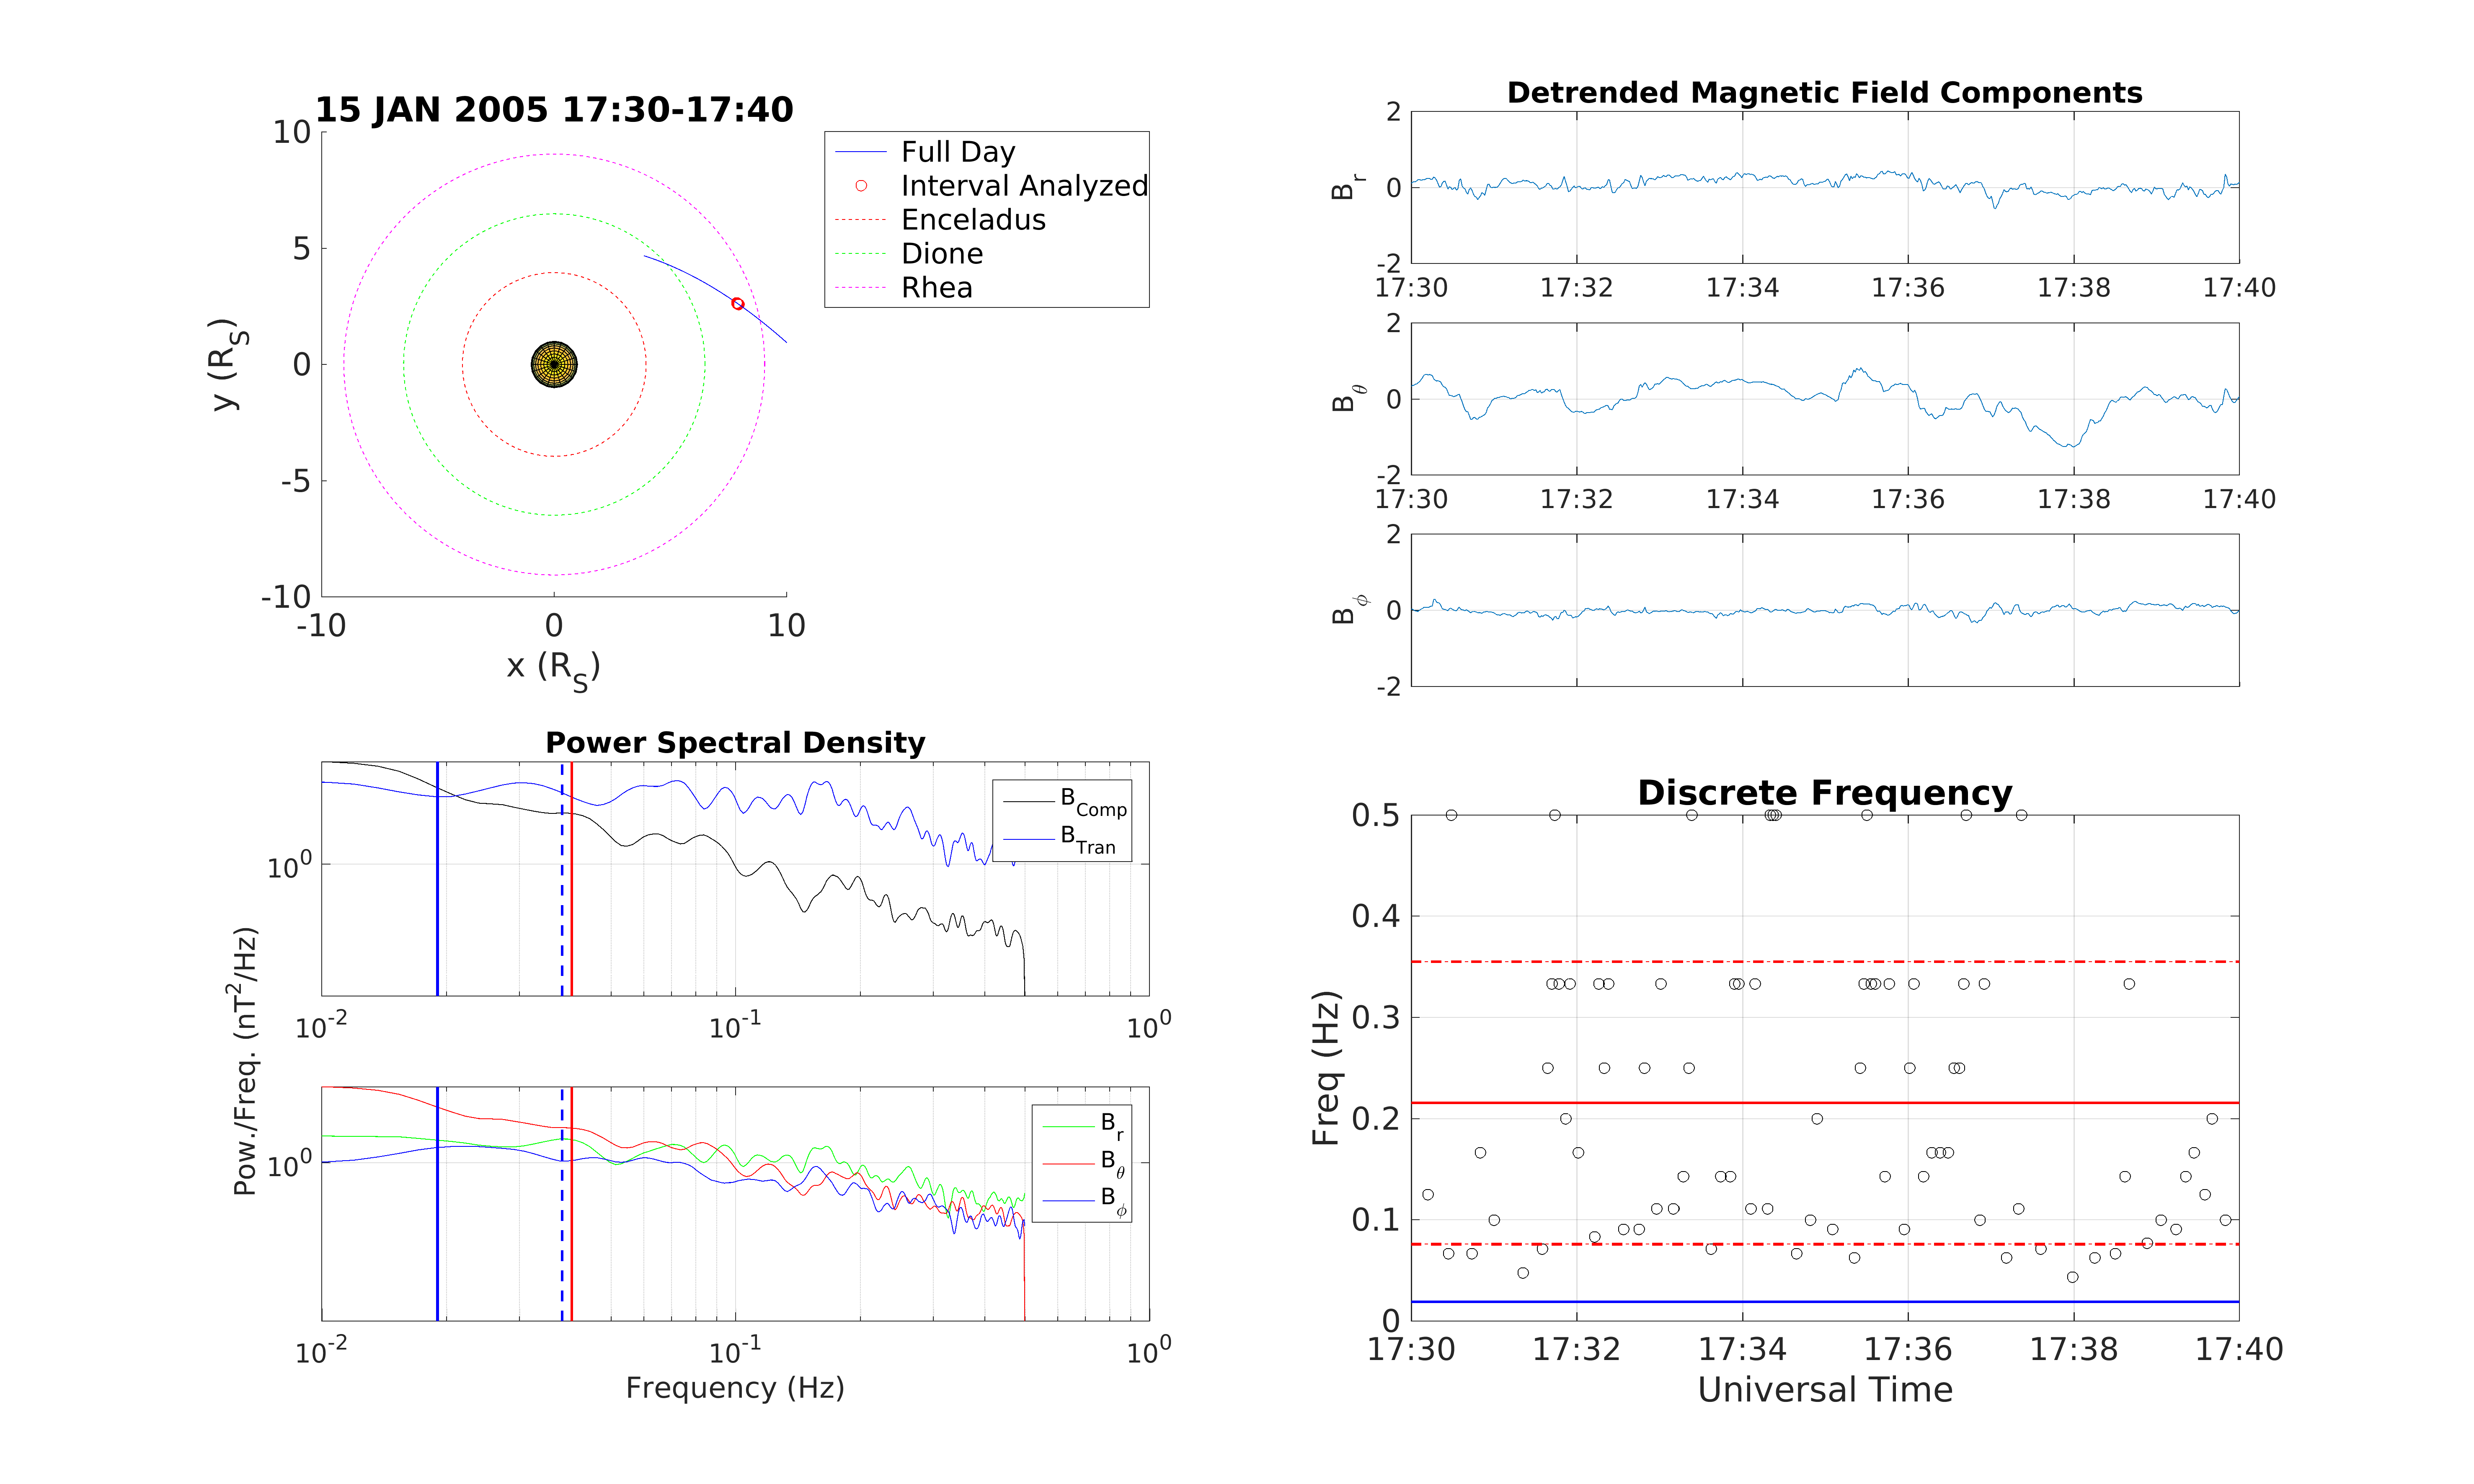 15 JAN 2005 17:30-17:40
10
5
0
-5
-10
-10 0 10
x (R_S)
y (R_S)
Full Day
Interval Analyzed
Enceladus
Dione
Rhea
Detrended Magnetic Field Components
2
0
-2
B_r
17:30 17:32 17:34 17:36 17:38 17:40
2
0
-2
B_θ
17:30 17:32 17:34 17:36 17:38 17:40
2
0
-2
B_ϕ
Power Spectral Density
10^0
B_Comp
B_Tran
10^-2 10^-1 10^0
Pow./Freq. (nT^2/Hz)
10^0
B_r
B_θ
B_ϕ
10^-2 10^-1 10^0
Frequency (Hz)
Discrete Frequency
0.5
0.4
0.3
0.2
0.1
0
Freq (Hz)
17:30 17:32 17:34 17:36 17:38 17:40
Universal Time